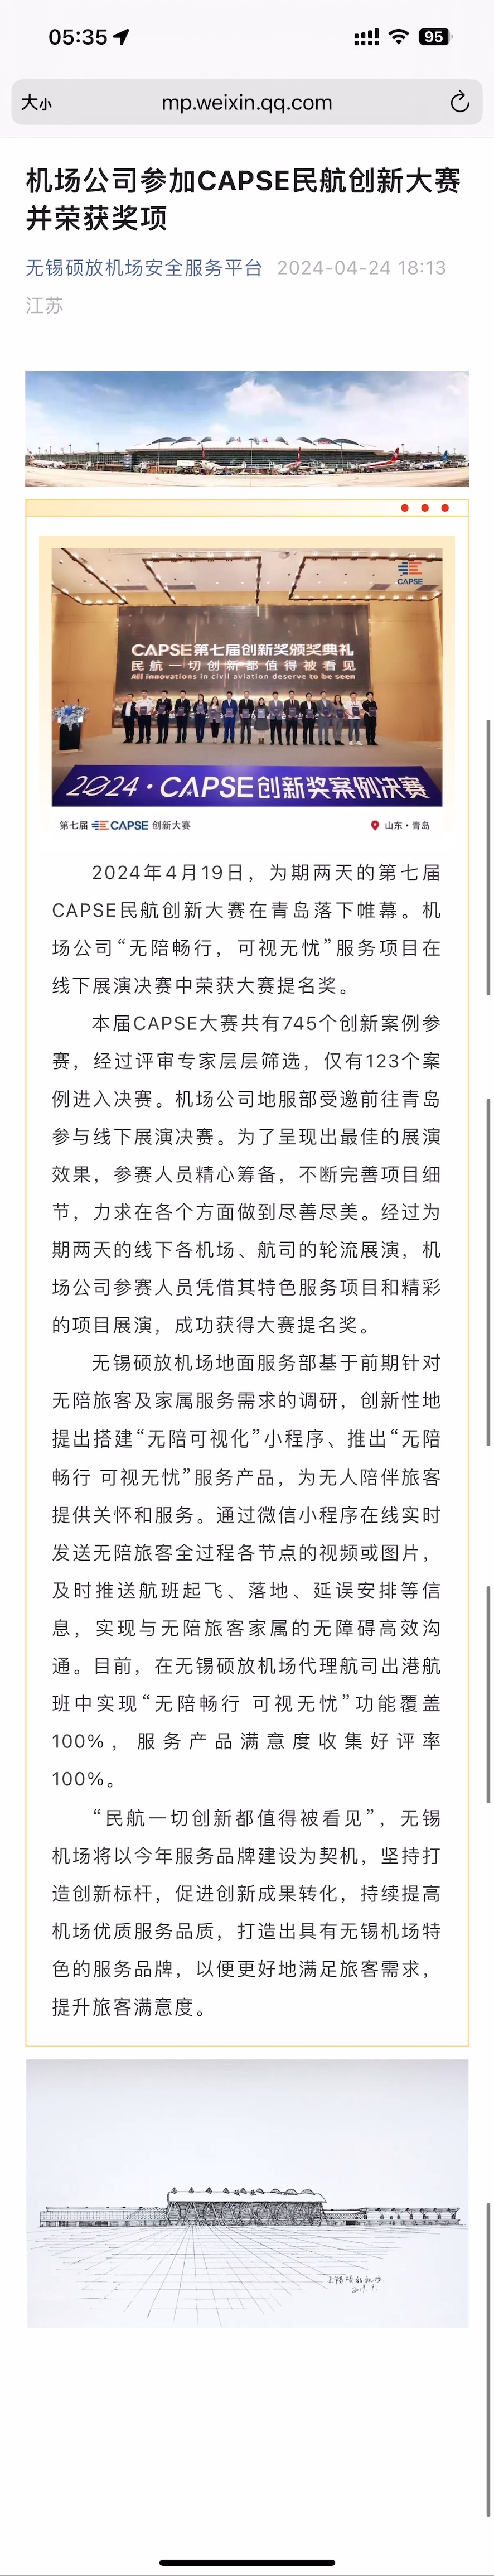 05:35
95
大小
mp.weixin.qq.com
机场公司参加CAPSE民航创新大赛
并荣获奖项
无锡硕放机场安全服务平台 2024-04-24 18:13
江苏
CAPSE
CAPSE第七届创新奖颁奖典礼
民航一切创新都值得被看见
All innovations in civil aviation deserve to be seen
2024·CAPSE创新奖案例决赛
第七届 CAPSE 创新大赛
山东·青岛
2024年4月19日，为期两天的第七届
CAPSE民航创新大赛在青岛落下帷幕。机
场公司“无陪畅行，可视无忧”服务项目在
线下展演决赛中荣获大赛提名奖。
本届CAPSE大赛共有745个创新案例参
赛，经过评审专家层层筛选，仅有123个案
例进入决赛。机场公司地服部受邀前往青岛
参与线下展演决赛。为了呈现出最佳的展演
效果，参赛人员精心筹备，不断完善项目细
节，力求在各个方面做到尽善尽美。经过为
期两天的线下各机场、航司的轮流展演，机
场公司参赛人员凭借其特色服务项目和精彩
的项目展演，成功获得大赛提名奖。
无锡硕放机场地面服务部基于前期针对
无陪旅客及家属服务需求的调研，创新性地
提出搭建“无陪可视化”小程序、推出“无陪
畅行 可视无忧”服务产品，为无人陪伴旅客
提供关怀和服务。通过微信小程序在线实时
发送无陪旅客全过程各节点的视频或图片，
及时推送航班起飞、落地、延误安排等信
息，实现与无陪旅客家属的无障碍高效沟
通。目前，在无锡硕放机场代理航司出港航
班中实现“无陪畅行 可视无忧”功能覆盖
100%，服务产品满意度收集好评率
100%。
“民航一切创新都值得被看见”，无锡
机场将以今年服务品牌建设为契机，坚持打
造创新标杆，促进创新成果转化，持续提高
机场优质服务品质，打造出具有无锡机场特
色的服务品牌，以便更好地满足旅客需求，
提升旅客满意度。
无锡硕放机场